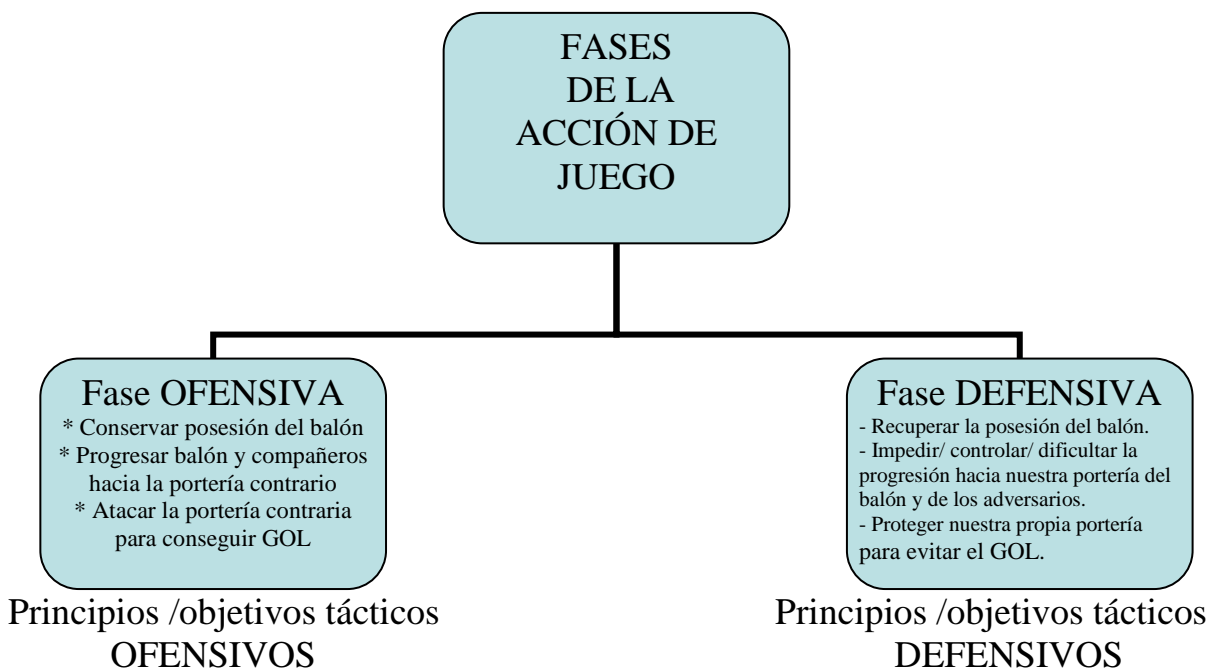 FASES
DE LA
ACCIÓN DE
JUEGO
Fase OFENSIVA
* Conservar posesión del balón
* Progresar balón y compañeros
hacia la portería contrario
* Atacar la portería contraria
para conseguir GOL
Principios /objetivos tácticos
OFENSIVOS
Fase DEFENSIVA
- Recuperar la posesión del balón.
- Impedir/ controlar/ dificultar la
progresión hacia nuestra portería del
balón y de los adversarios.
- Proteger nuestra propia portería
para evitar el GOL.
Principios /objetivos tácticos
DEFENSIVOS